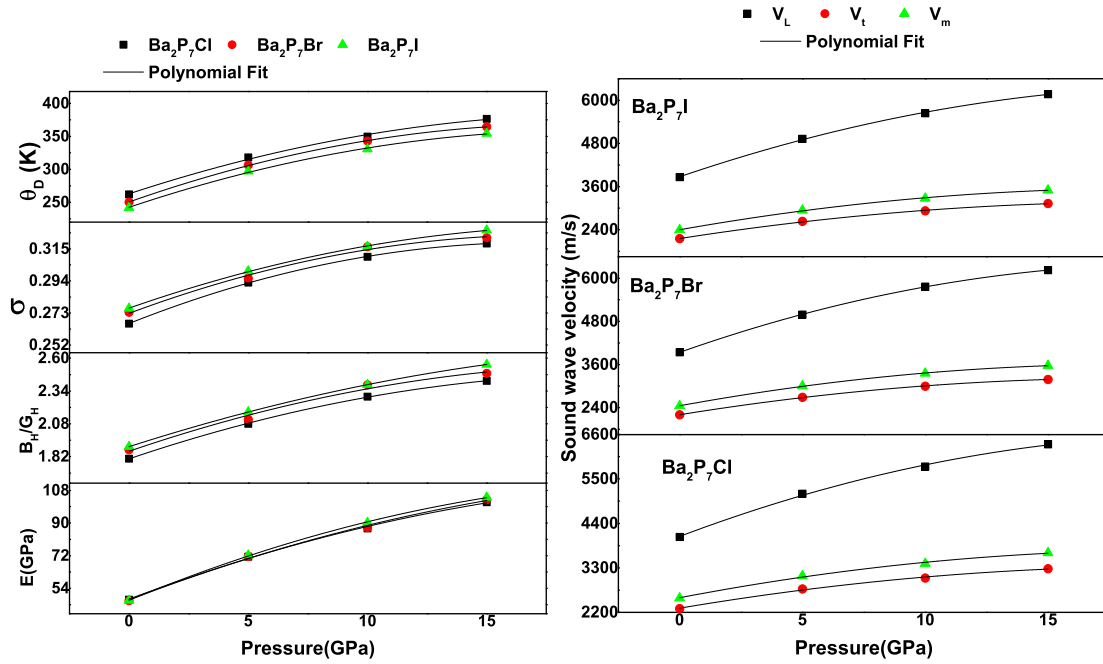 Ba2P7Cl Ba2P7Br Ba2P7I
Polynomial Fit
θD (K)
400
350
300
250
σ
0.315
0.294
0.273
0.252
BH/GH
2.60
2.34
2.08
1.82
E(GPa)
108
90
72
54
0 5 10 15
Pressure(GPa)
VL Vt Vm
Polynomial Fit
Sound wave velocity (m/s)
Ba2P7I
6000
4800
3600
2400
Ba2P7Br
6000
4800
3600
2400
Ba2P7Cl
6600
5500
4400
3300
2200
0 5 10 15
Pressure(GPa)